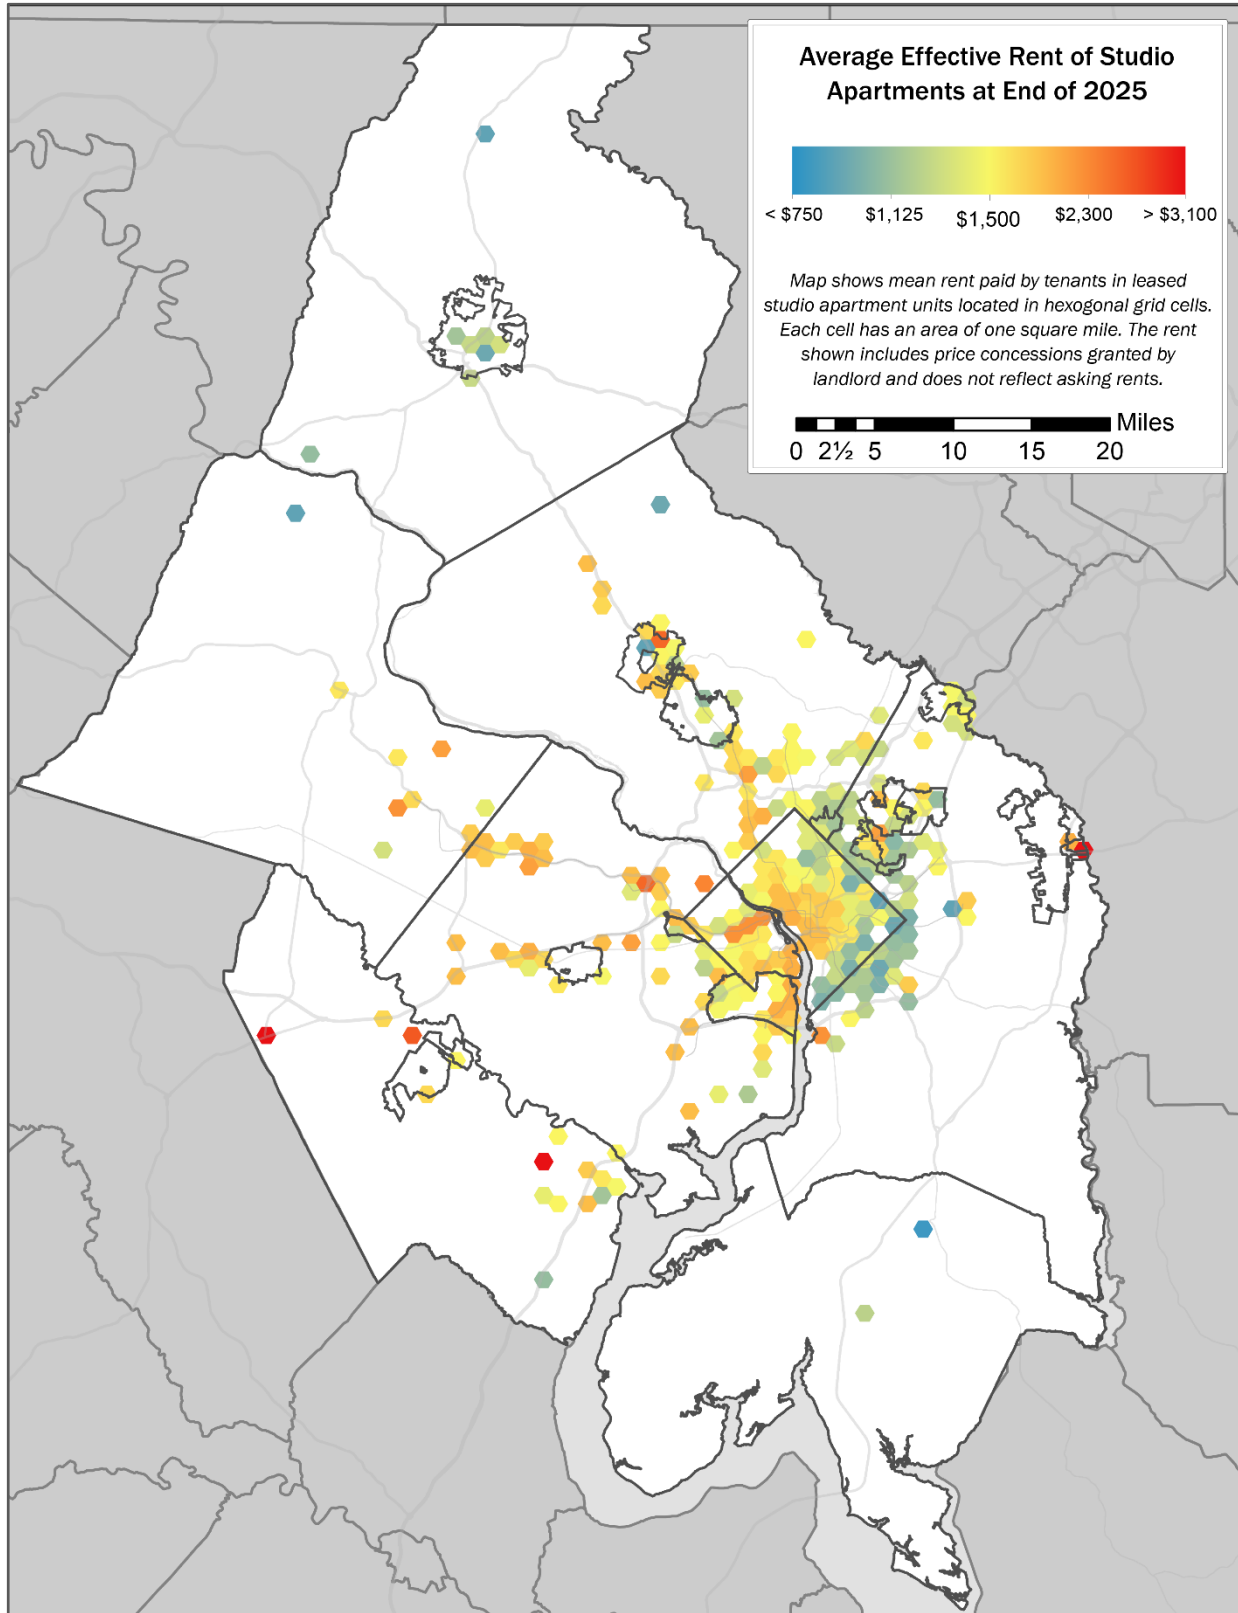 Average Effective Rent of Studio
Apartments at End of 2025
< $750 $1,125 $1,500 $2,300 > $3,100
Map shows mean rent paid by tenants in leased
studio apartment units located in hexogonal grid cells.
Each cell has an area of one square mile. The rent
shown includes price concessions granted by
landlord and does not reflect asking rents.
Miles
0 2½ 5 10 15 20